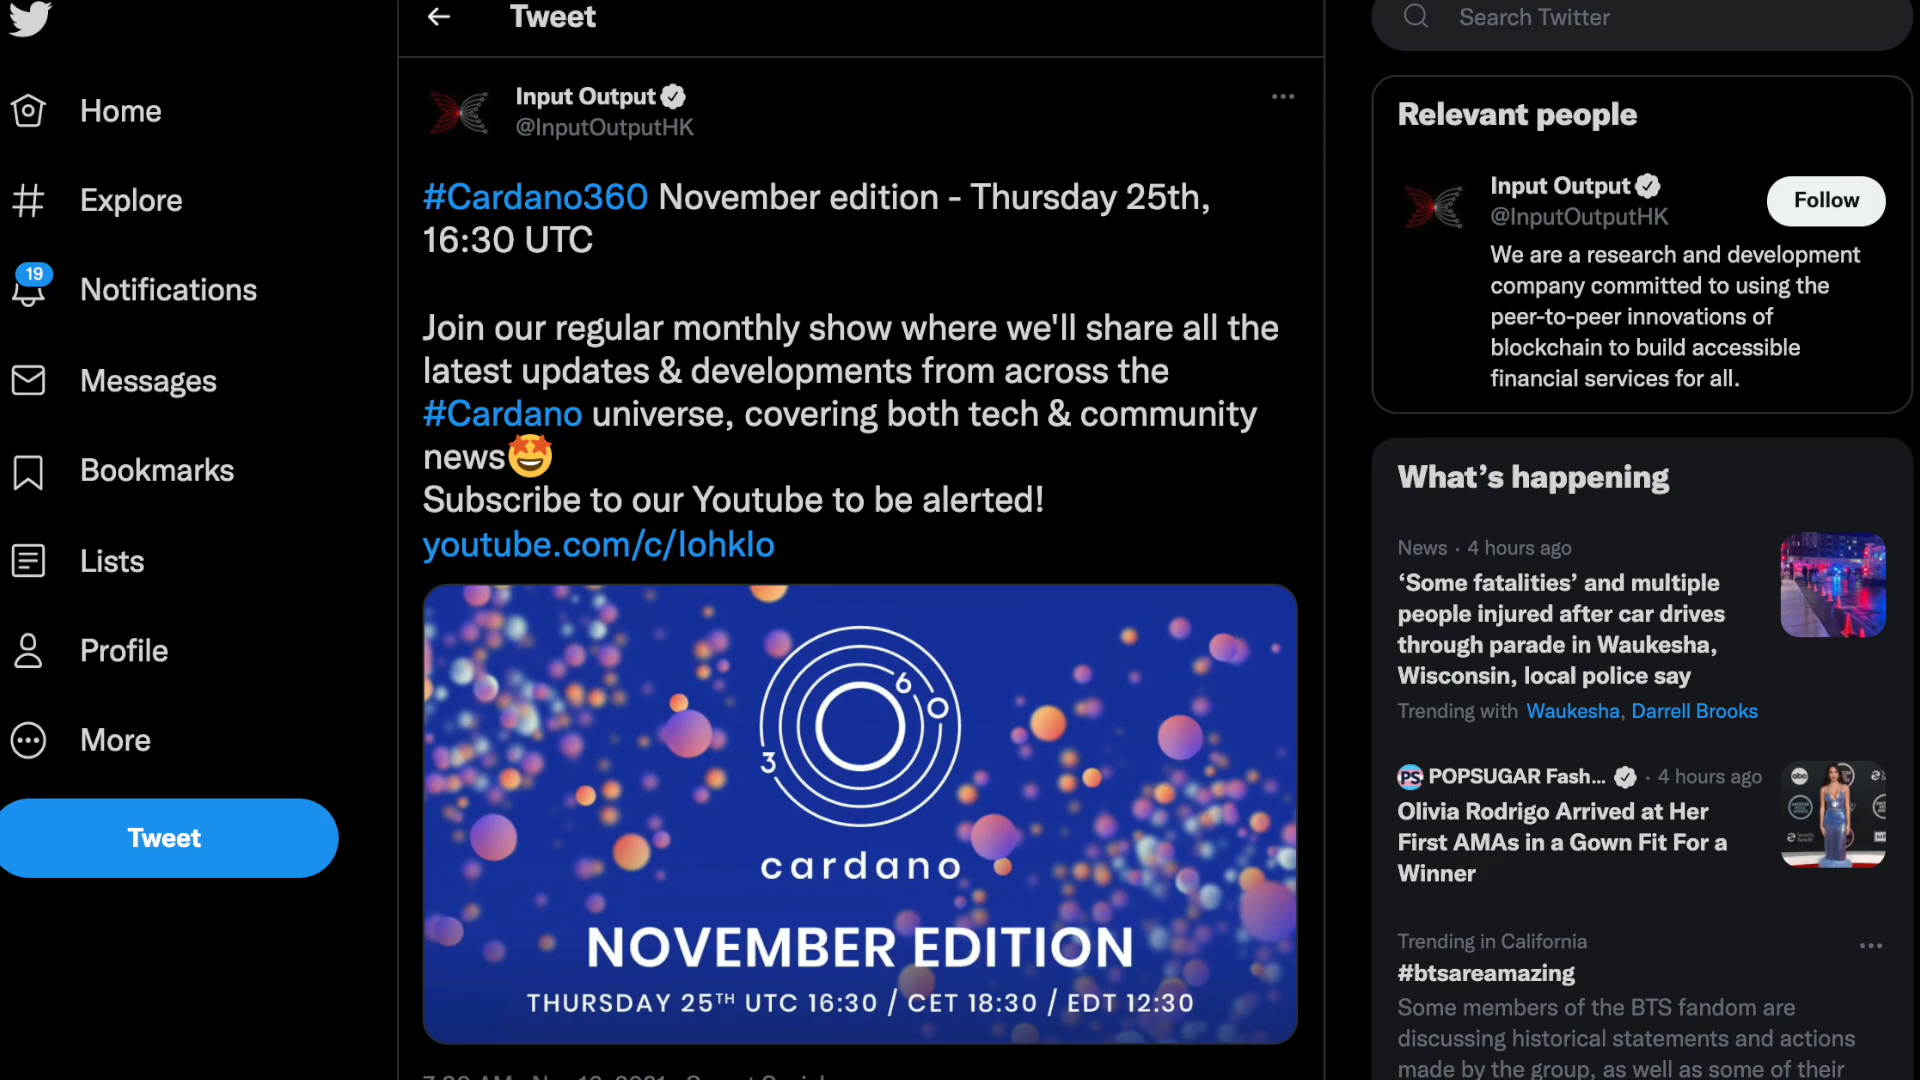 Home
Explore
19
Notifications
Messages
Bookmarks
Lists
Profile
More
Tweet
Tweet
Input Output
@InputOutputHK
#Cardano360 November edition - Thursday 25th,
16:30 UTC
Join our regular monthly show where we'll share all the
latest updates & developments from across the
#Cardano universe, covering both tech & community
news🤩
Subscribe to our Youtube to be alerted!
youtube.com/c/IohkIo
360
cardano
NOVEMBER EDITION
THURSDAY 25TH UTC 16:30 / CET 18:30 / EDT 12:30
Search Twitter
Relevant people
Input Output
@InputOutputHK
Follow
We are a research and development
company committed to using the
peer-to-peer innovations of
blockchain to build accessible
financial services for all.
What’s happening
News · 4 hours ago
‘Some fatalities’ and multiple
people injured after car drives
through parade in Waukesha,
Wisconsin, local police say
Trending with Waukesha, Darrell Brooks
PS
POPSUGAR Fash... · 4 hours ago
Olivia Rodrigo Arrived at Her
First AMAs in a Gown Fit For a
Winner
abc
Trending in California
#btsareamazing
Some members of the BTS fandom are
discussing historical statements and actions
made by the group, as well as some of their